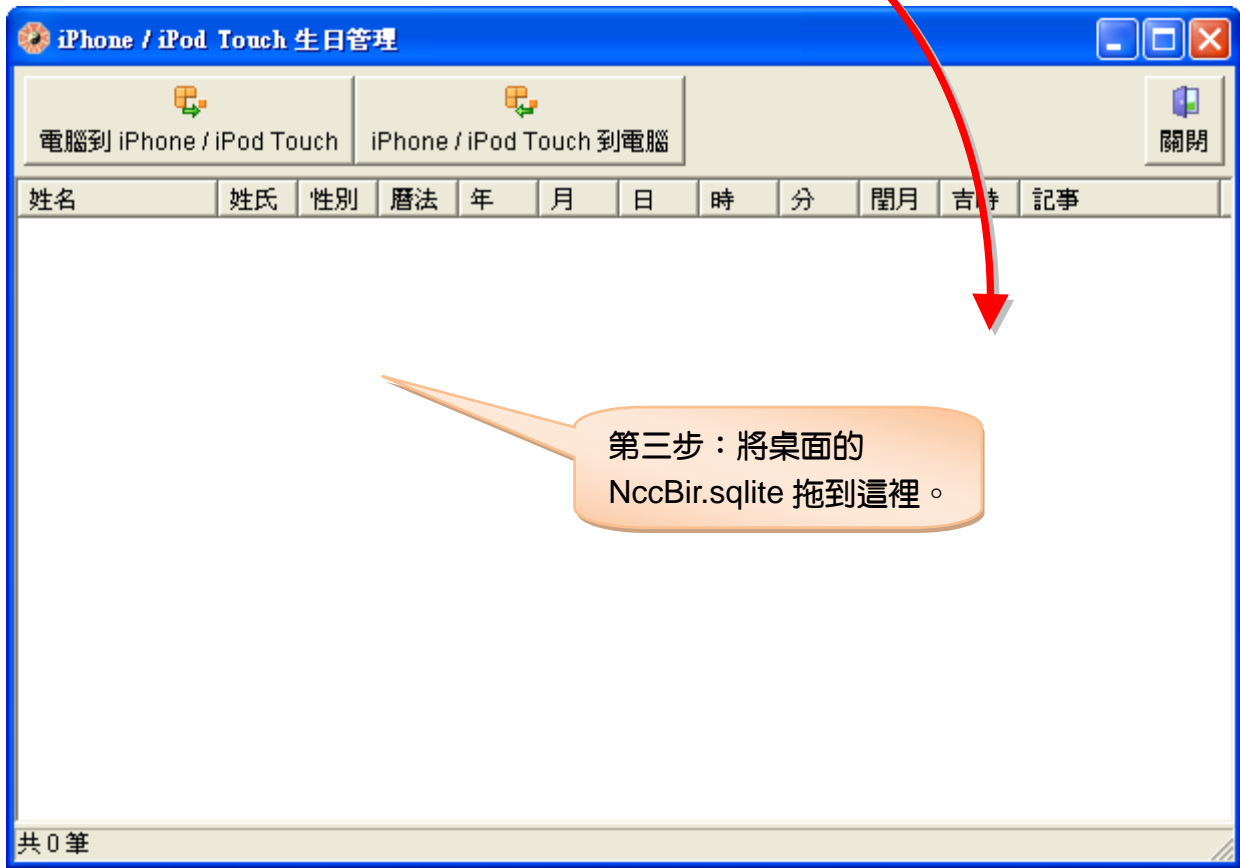 iPhone / iPod Touch 生日管理
電腦到 iPhone / iPod Touch
iPhone / iPod Touch 到電腦
關閉
姓名 姓氏 性別 曆法 年 月 日 時 分 閏月 吉時 記事
第三步：將桌面的
NccBir.sqlite 拖到這裡。
共 0 筆